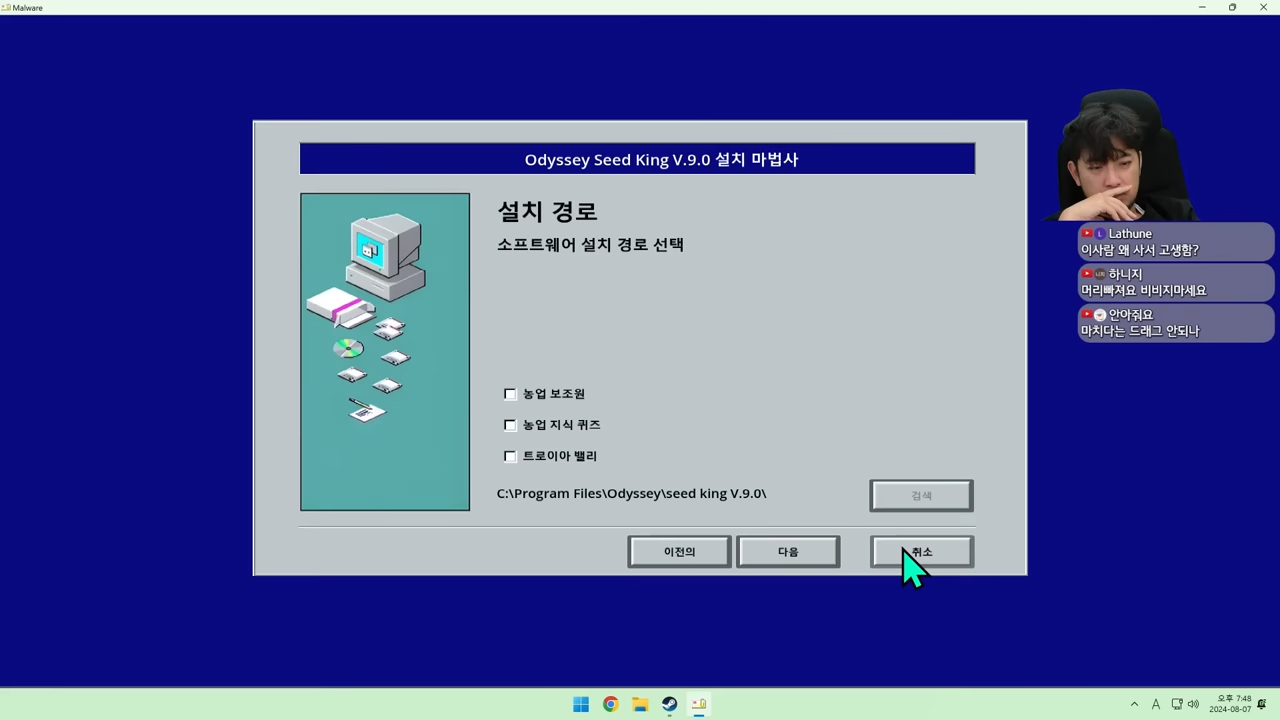 Malware
Odyssey Seed King V.9.0 설치 마법사
설치 경로
소프트웨어 설치 경로 선택
농업 보조원
농업 지식 퀴즈
트로이아 밸리
C:\Program Files\Odyssey\seed king V.9.0\
검색
이전의
다음
취소
L Lathune
이사람 왜 사서 고생함?
하니지
머리빠져요 비비지마세요
안아줘요
마치다는 드래그 안되나
A
오후 7:48
2024-08-07